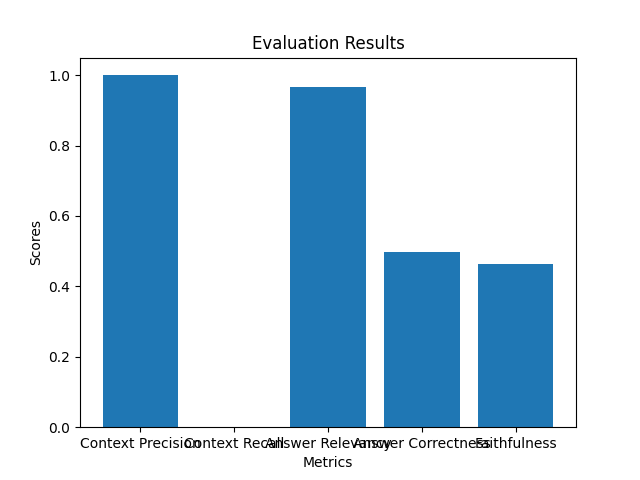 Evaluation Results
1.0
0.8
0.6
0.4
0.2
0.0
Scores
Context Precision Context Recall Answer Relevancy Answer Correctness Faithfulness
Metrics